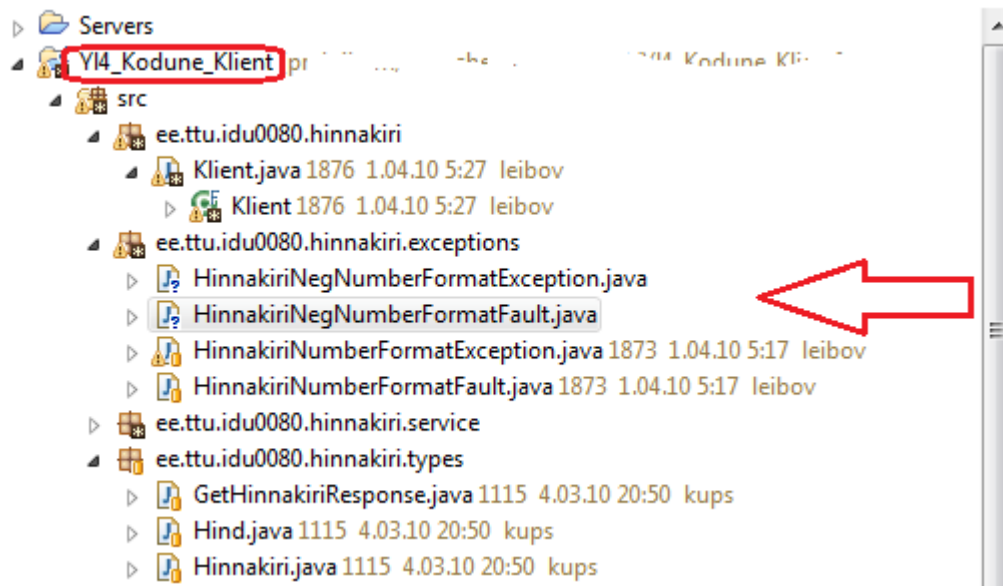 Servers
Yl4_Kodune_Klient
src
ee.ttu.idu0080.hinnakiri
Klient.java 1876 1.04.10 5:27 leibov
Klient 1876 1.04.10 5:27 leibov
ee.ttu.idu0080.hinnakiri.exceptions
HinnakiriNegNumberFormatException.java
HinnakiriNegNumberFormatFault.java
HinnakiriNumberFormatException.java 1873 1.04.10 5:17 leibov
HinnakiriNumberFormatFault.java 1873 1.04.10 5:17 leibov
ee.ttu.idu0080.hinnakiri.service
ee.ttu.idu0080.hinnakiri.types
GetHinnakiriResponse.java 1115 4.03.10 20:50 kups
Hind.java 1115 4.03.10 20:50 kups
Hinnakiri.java 1115 4.03.10 20:50 kups